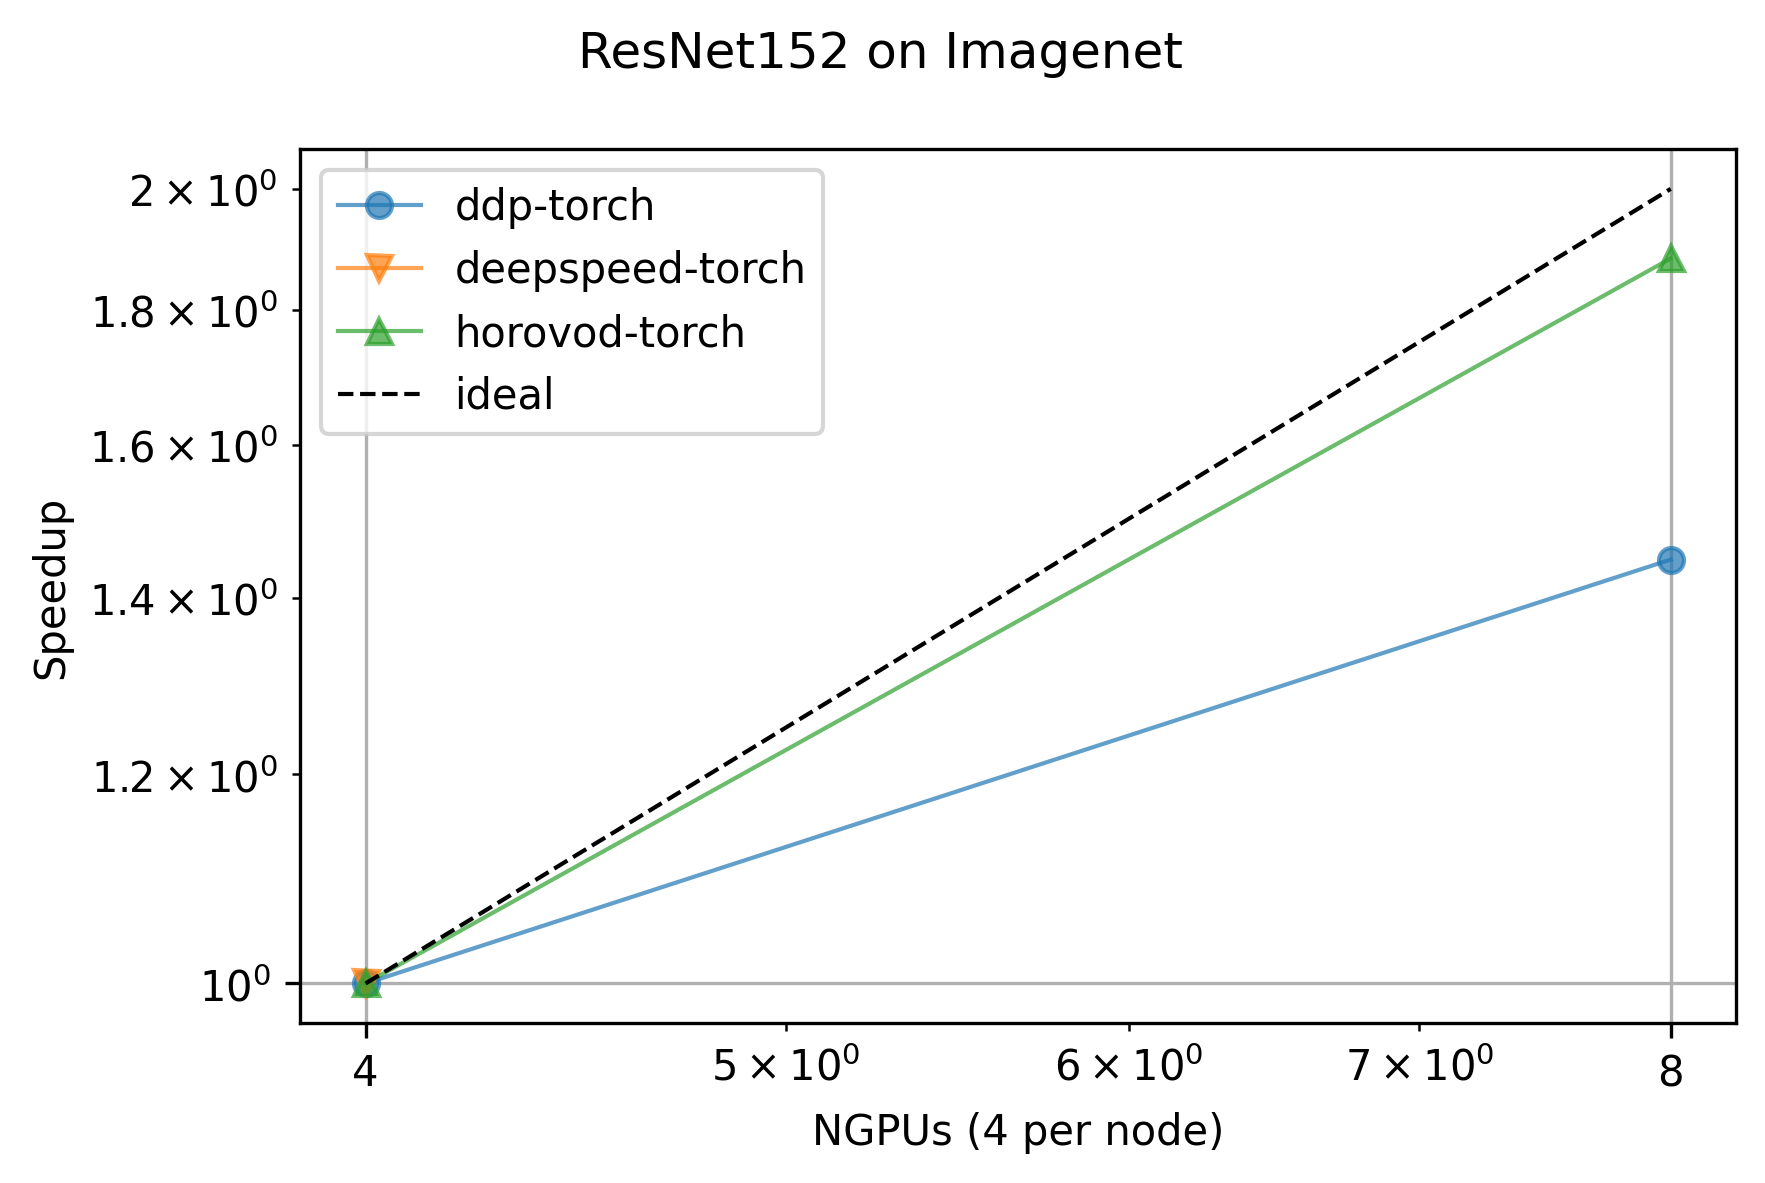 ResNet152 on Imagenet
ddp-torch
deepspeed-torch
horovod-torch
ideal
2 × 10⁰
1.8 × 10⁰
1.6 × 10⁰
1.4 × 10⁰
1.2 × 10⁰
10⁰
Speedup
4 5 × 10⁰ 6 × 10⁰ 7 × 10⁰ 8
NGPUs (4 per node)